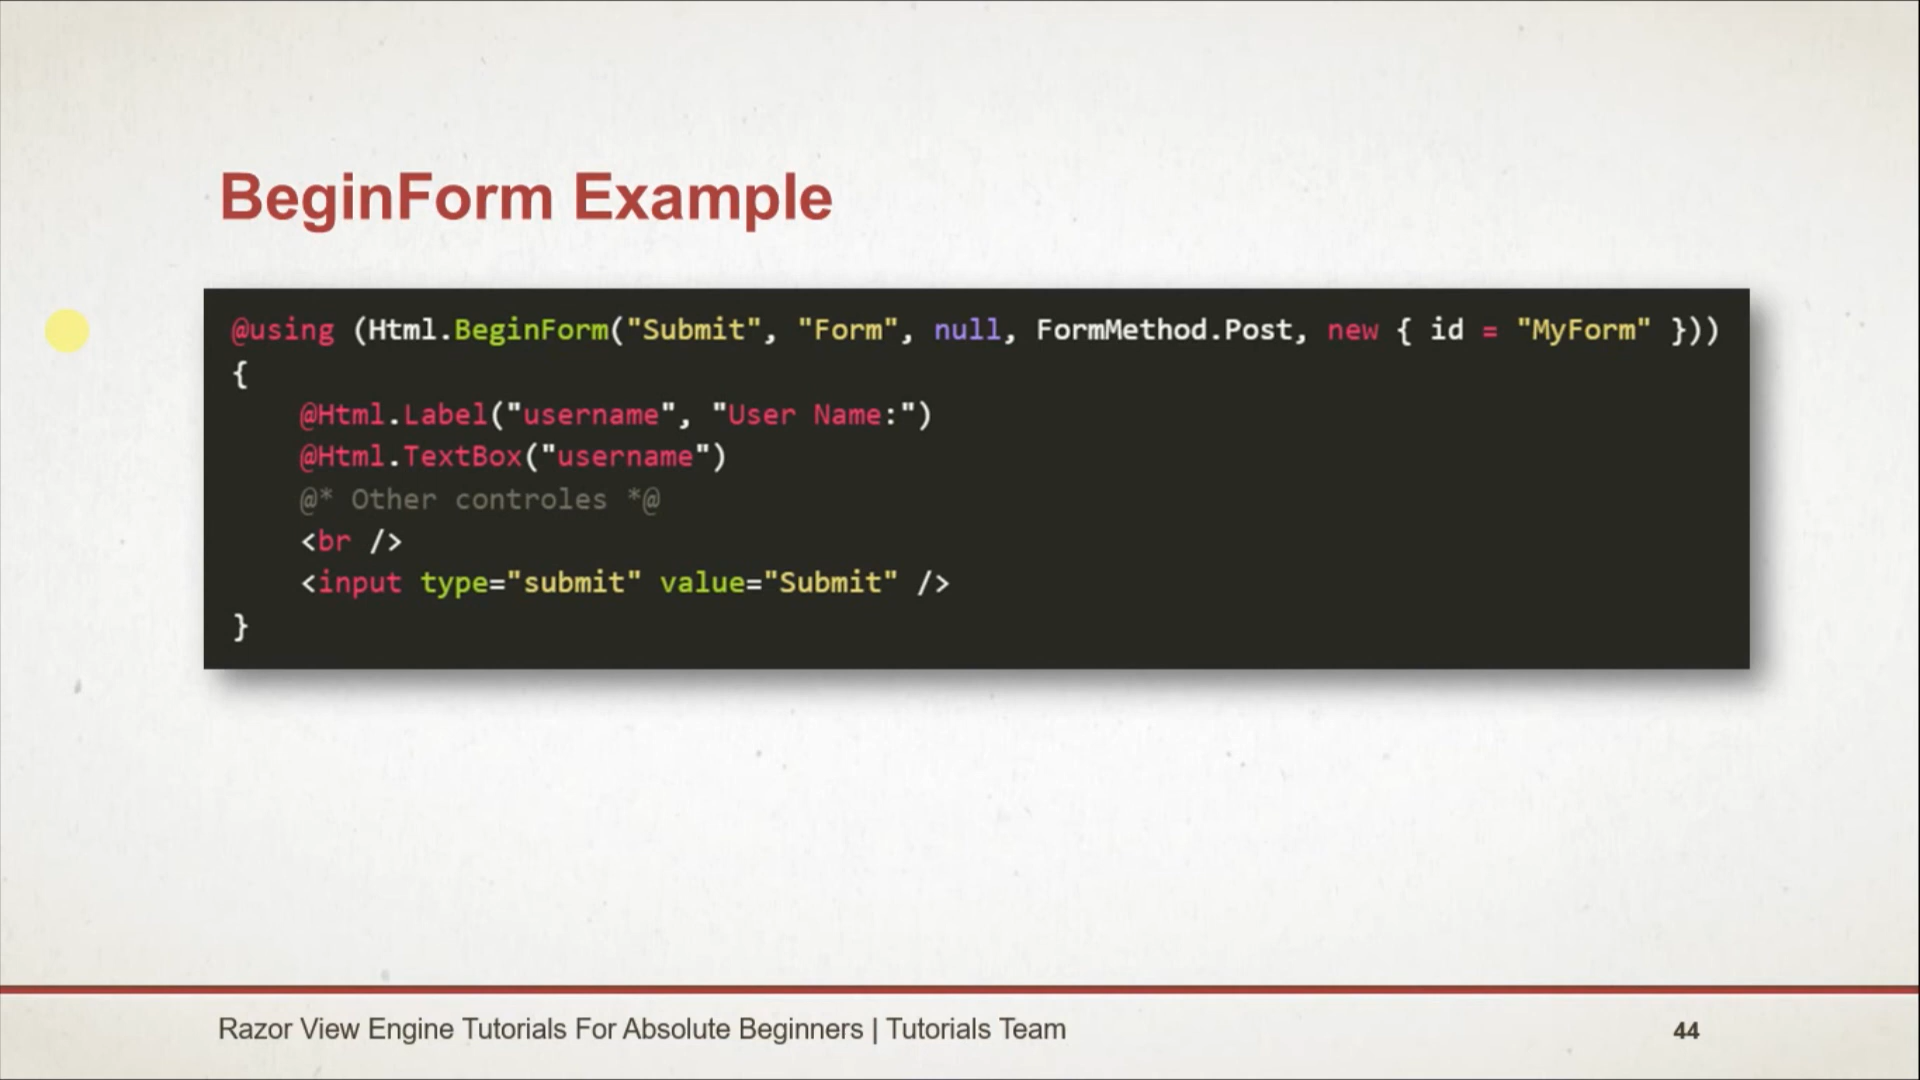 BeginForm Example
@using (Html.BeginForm("Submit", "Form", null, FormMethod.Post, new { id = "MyForm" }))
{
@Html.Label("username", "User Name:")
@Html.TextBox("username")
@* Other controles *@
<br />
<input type="submit" value="Submit" />
}
Razor View Engine Tutorials For Absolute Beginners | Tutorials Team
44